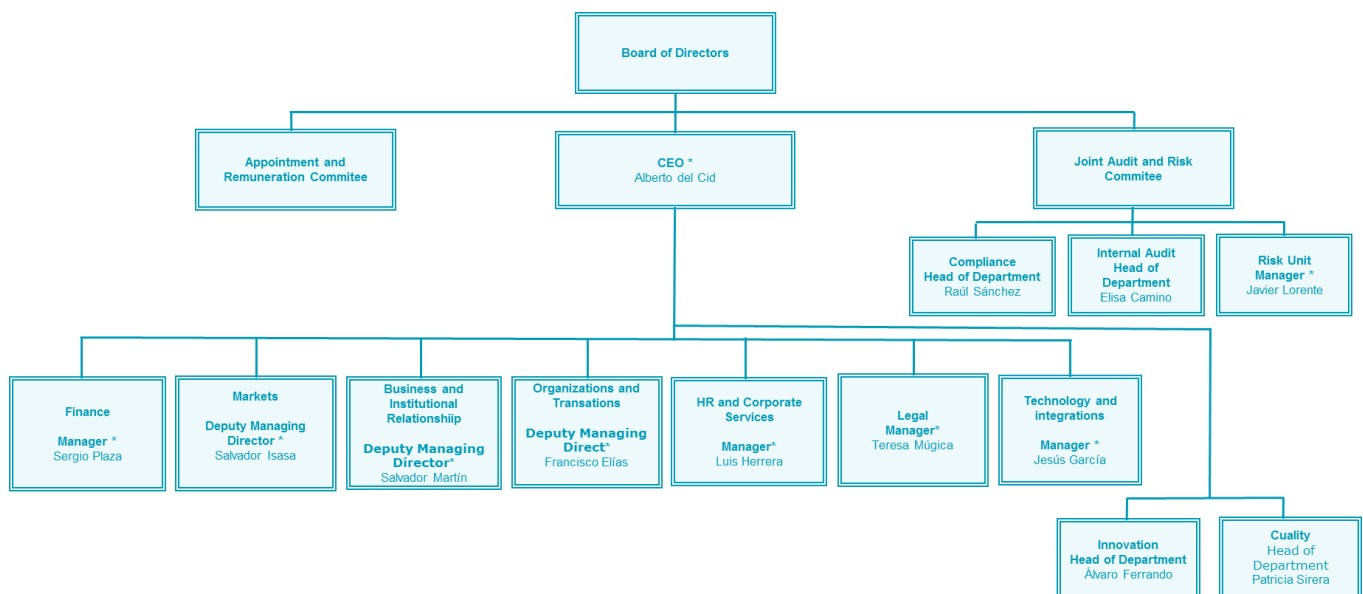 Board of Directors
Appointment and
Remuneration Commitee
CEO *
Alberto del Cid
Joint Audit and Risk
Commitee
Compliance
Head of Department
Raúl Sánchez
Internal Audit
Head of
Department
Elisa Camino
Risk Unit
Manager *
Javier Lorente
Finance
Manager *
Sergio Plaza
Markets
Deputy Managing
Director *
Salvador Isasa
Business and
Institutional
Relationshiip
Deputy Managing
Director*
Salvador Martín
Organizations and
Transations
Deputy Managing
Direct*
Francisco Elías
HR and Corporate
Services
Manager*
Luis Herrera
Legal
Manager*
Teresa Múgica
Technology and
integrations
Manager *
Jesús García
Innovation
Head of Department
Álvaro Ferrando
Cuality
Head of
Department
Patricia Sirera